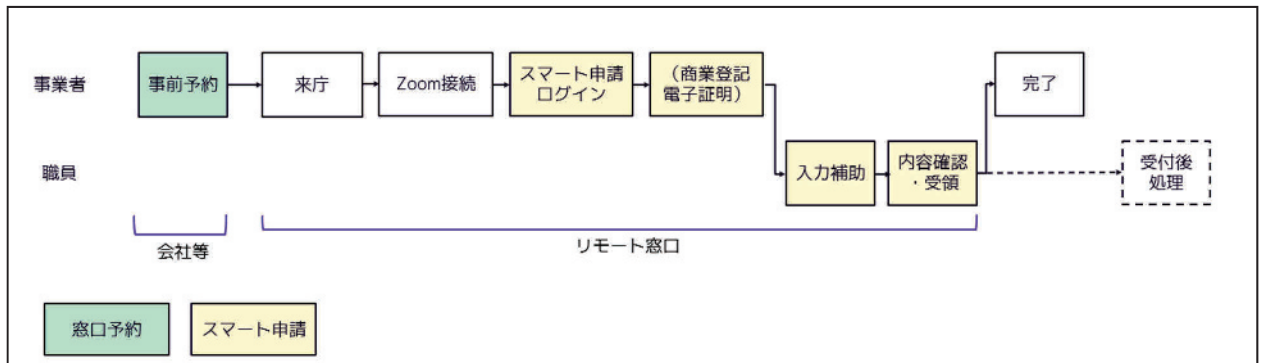 事業者
事前予約
来庁
Zoom接続
スマート申請
ログイン
（商業登記
電子証明）
完了
職員
入力補助
内容確認
・受領
受付後
処理
会社等
リモート窓口
窓口予約
スマート申請